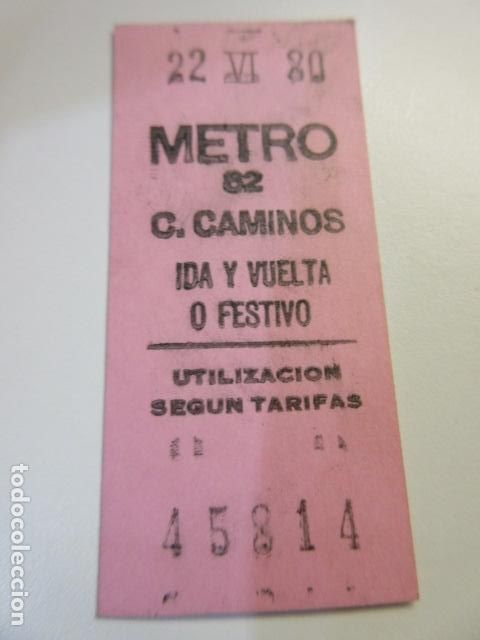 22 VI 80
METRO
82
C. CAMINOS
IDA Y VUELTA
O FESTIVO
UTILIZACION
SEGUN TARIFAS
45814
todocoleccion